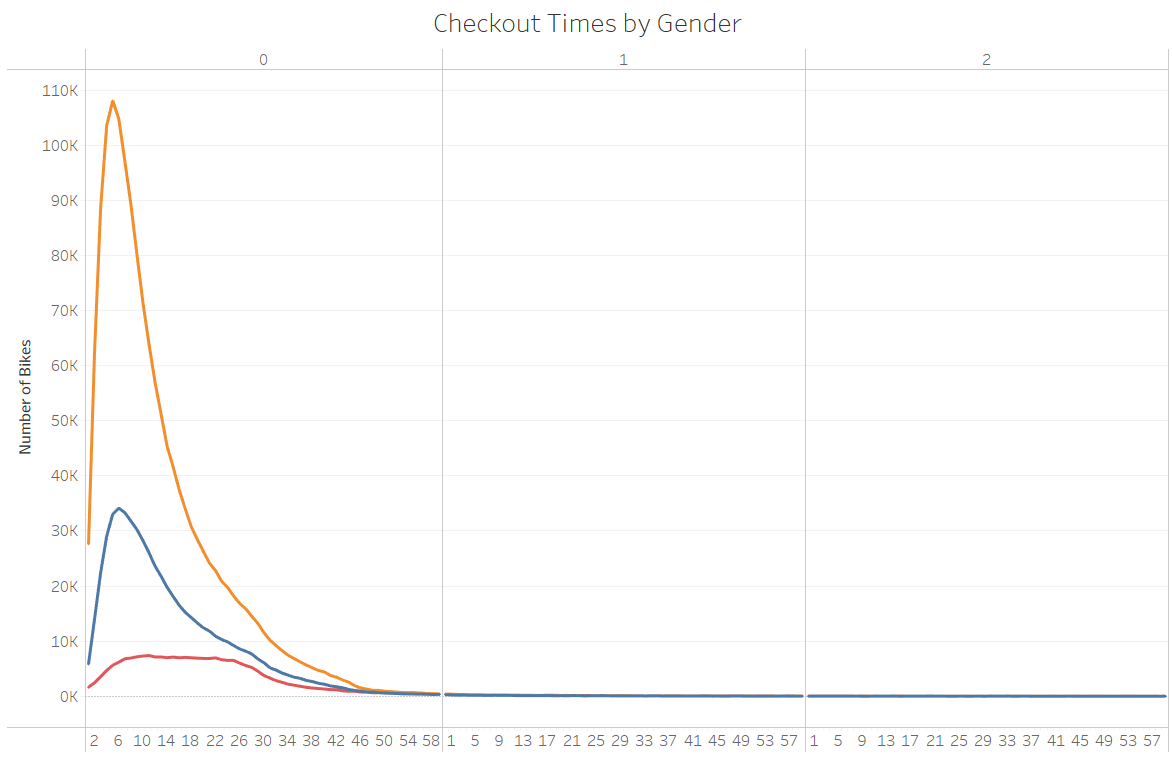 Checkout Times by Gender
0 1 2
110K
100K
90K
80K
70K
60K
50K
40K
30K
20K
10K
0K
Number of Bikes
2 6 10 14 18 22 26 30 34 38 42 46 50 54 58 1 5 9 13 17 21 25 29 33 37 41 45 49 53 57 1 5 9 13 17 21 25 29 33 37 41 45 49 53 57